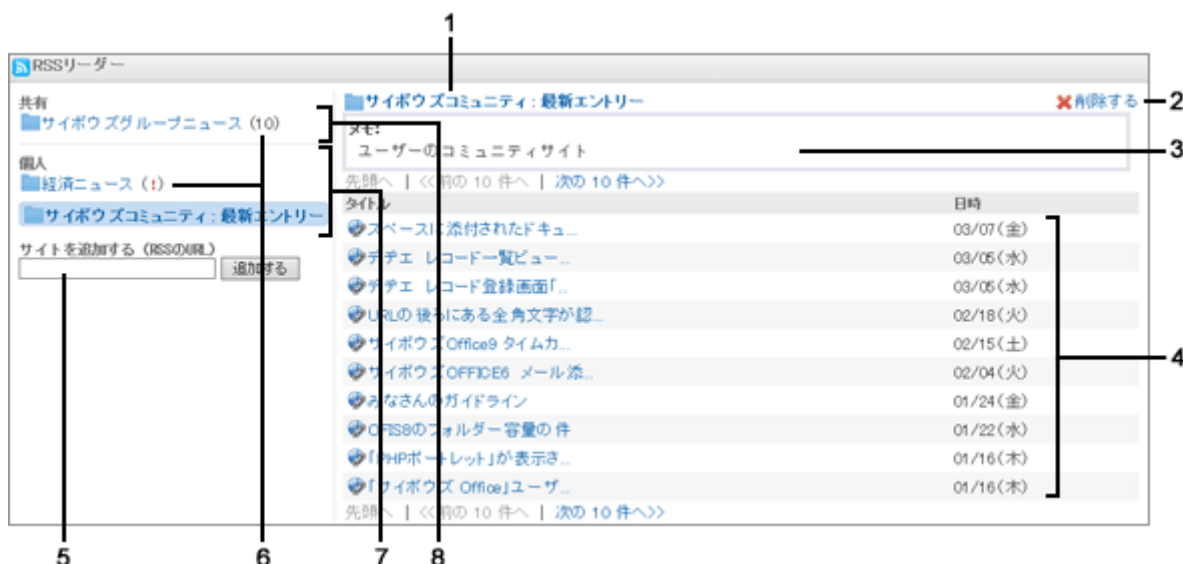 1
RSSリーダー
共有
サイボウズグループニュース (10)
個人
経済ニュース (!)
サイボウズコミュニティ : 最新エントリー
サイトを追加する (RSSのURL)
追加する
サイボウズコミュニティ : 最新エントリー
削除する
2
メモ:
ユーザーのコミュニティサイト
3
先頭へ | <<前の 10 件へ | 次の 10 件へ>>
タイトル 日時
スペースに添付されたドキュ... 03/07(金)
デヂエ レコード一覧ビュー... 03/05(水)
デヂエ レコード登録画面「... 03/05(水)
URLの後ろにある全角文字が認... 02/18(火)
サイボウズOffice9 タイムカ... 02/15(土)
サイボウズOFFICE6 メール添... 02/04(火)
みなさんのガイドライン 01/24(金)
OFIS8のフォルダー容量の件 01/22(水)
「PHPポートレット」が表示さ... 01/16(木)
「サイボウズ Office」ユーザ... 01/16(木)
4
先頭へ | <<前の 10 件へ | 次の 10 件へ>>
5 6 7 8